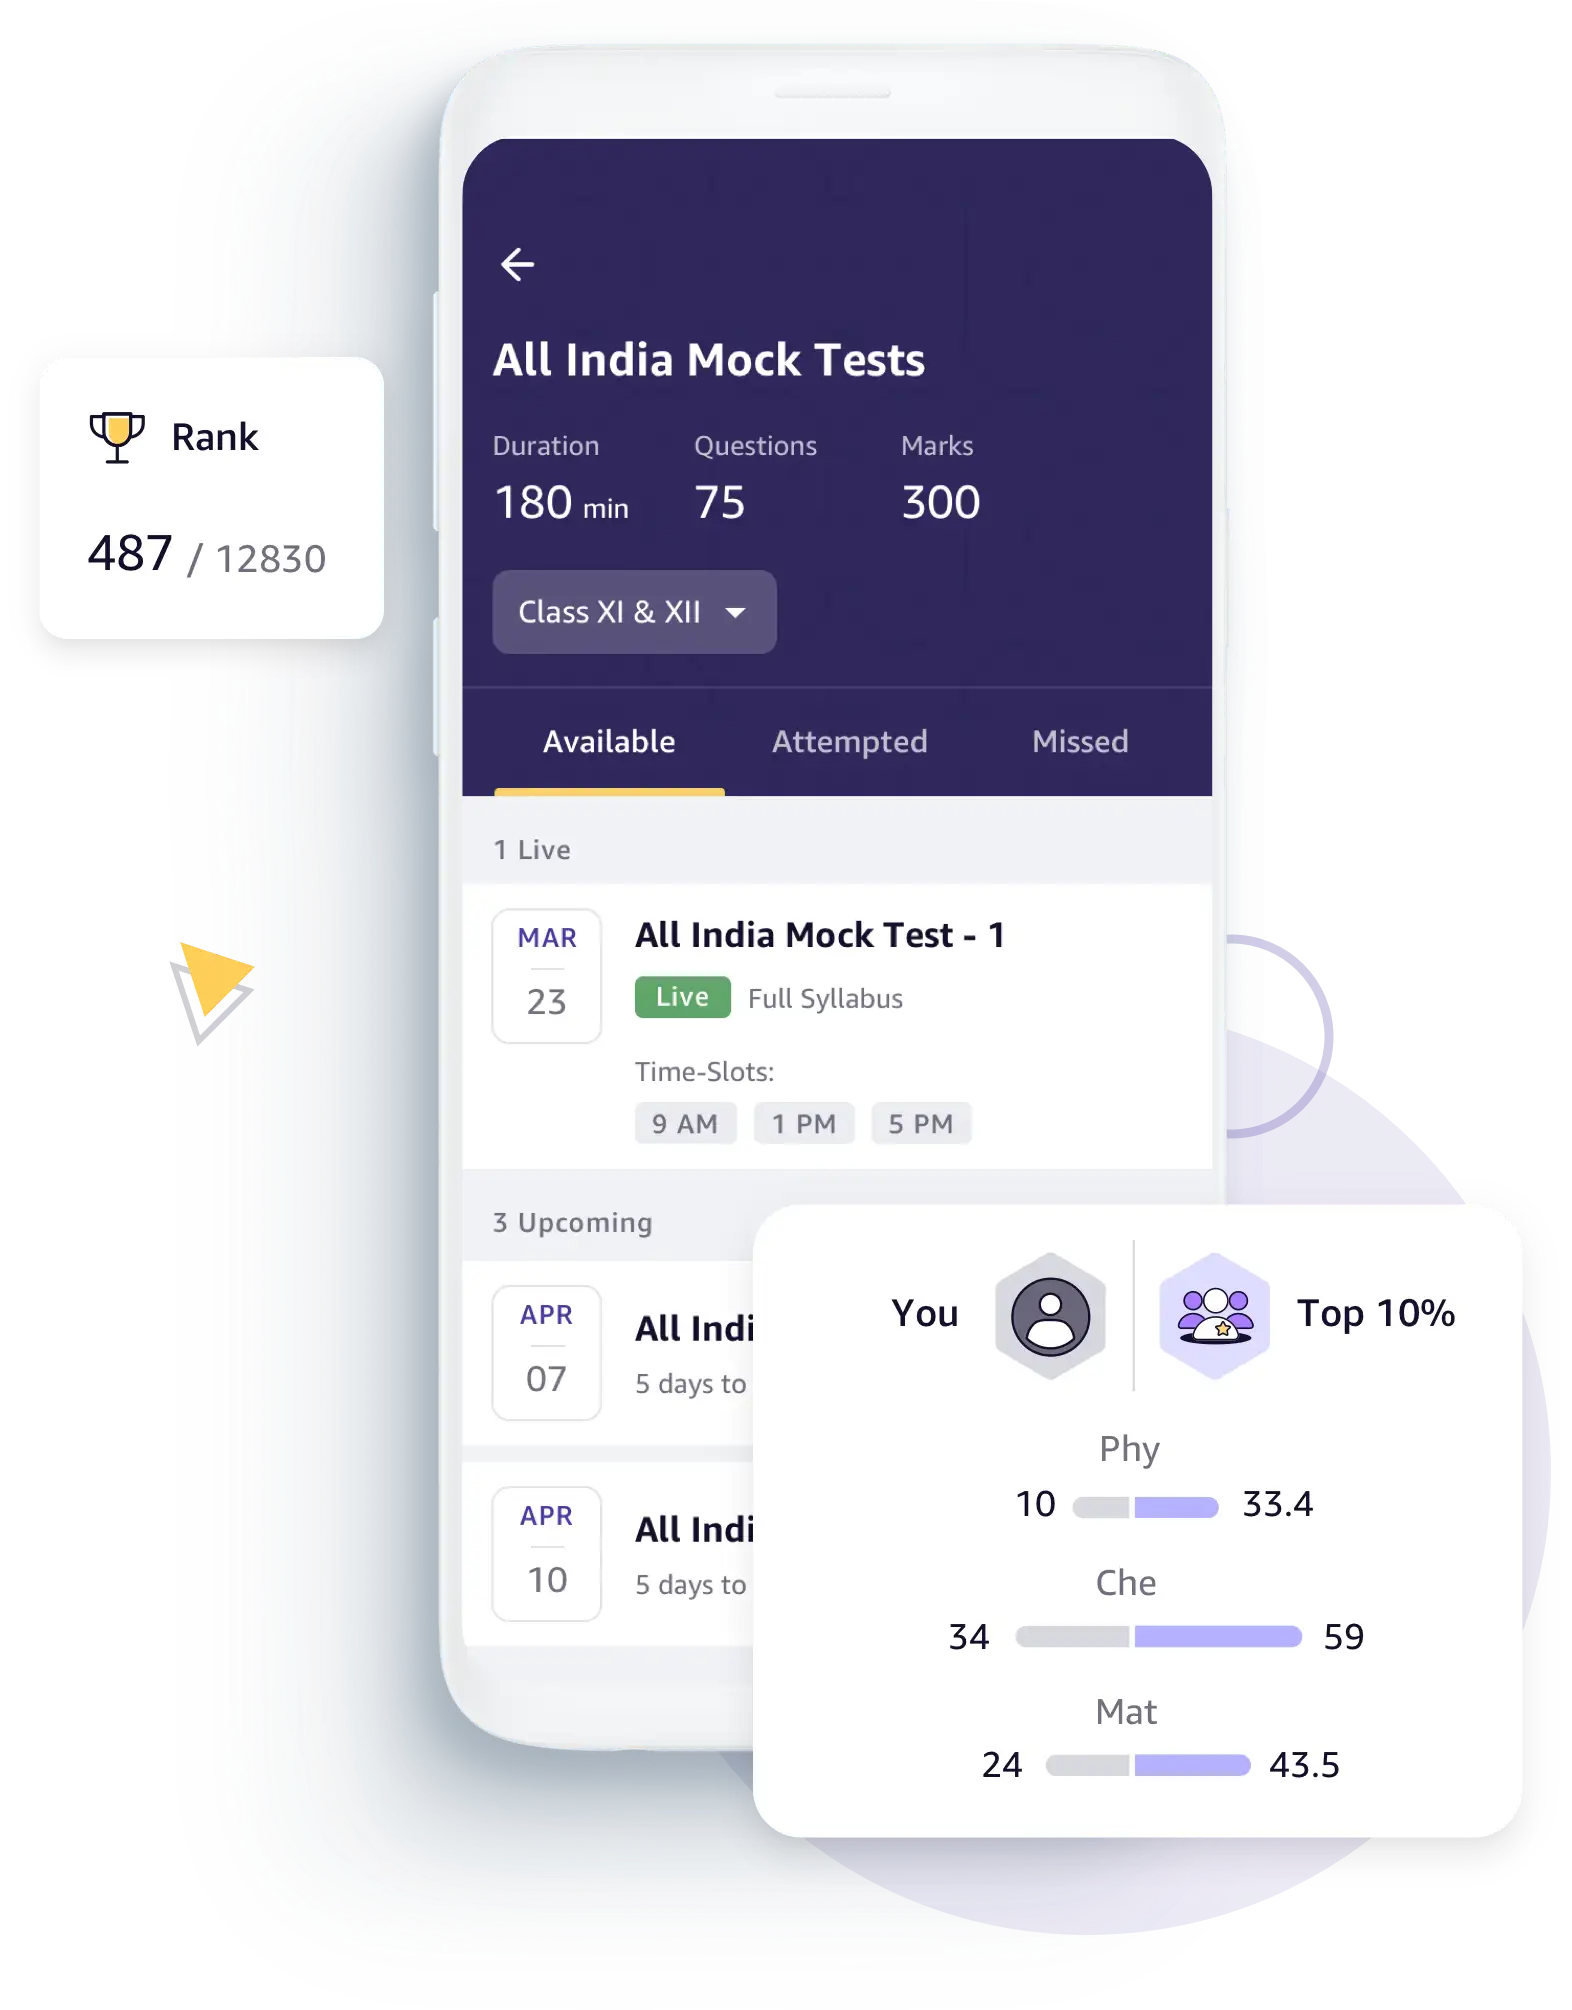 Rank
487 / 12830
All India Mock Tests
Duration Questions Marks
180 min 75 300
Class XI & XII
Available Attempted Missed
1 Live
MAR
23
All India Mock Test - 1
Live Full Syllabus
Time-Slots:
9 AM 1 PM 5 PM
3 Upcoming
APR
07
All Indi
5 days to
APR
10
All Indi
5 days to
You Top 10%
Phy
10 33.4
Che
34 59
Mat
24 43.5